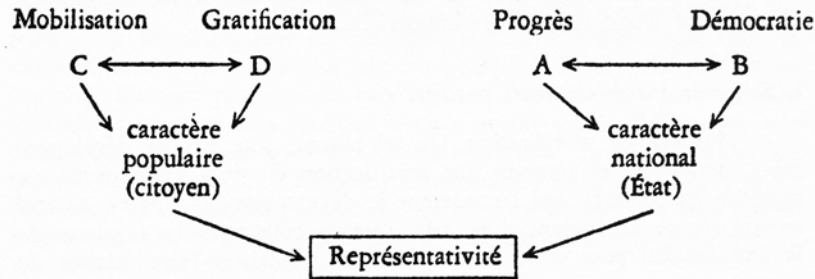 Mobilisation Gratification Progrès Démocratie
C D A B
caractère populaire (citoyen)
caractère national (État)
Représentativité